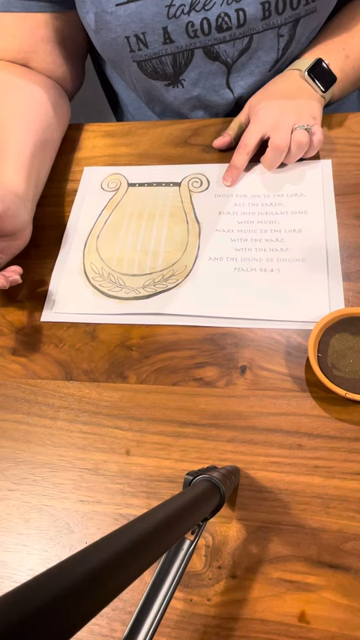 take ro
IN A GOOD BOOK
SHOUT FOR JOY TO THE LORD,
ALL THE EARTH,
BURST INTO JUBILANT SONG
WITH MUSIC;
MAKE MUSIC TO THE LORD
WITH THE HARP,
WITH THE HARP
AND THE SOUND OF SINGING.
PSALM 98:4-5